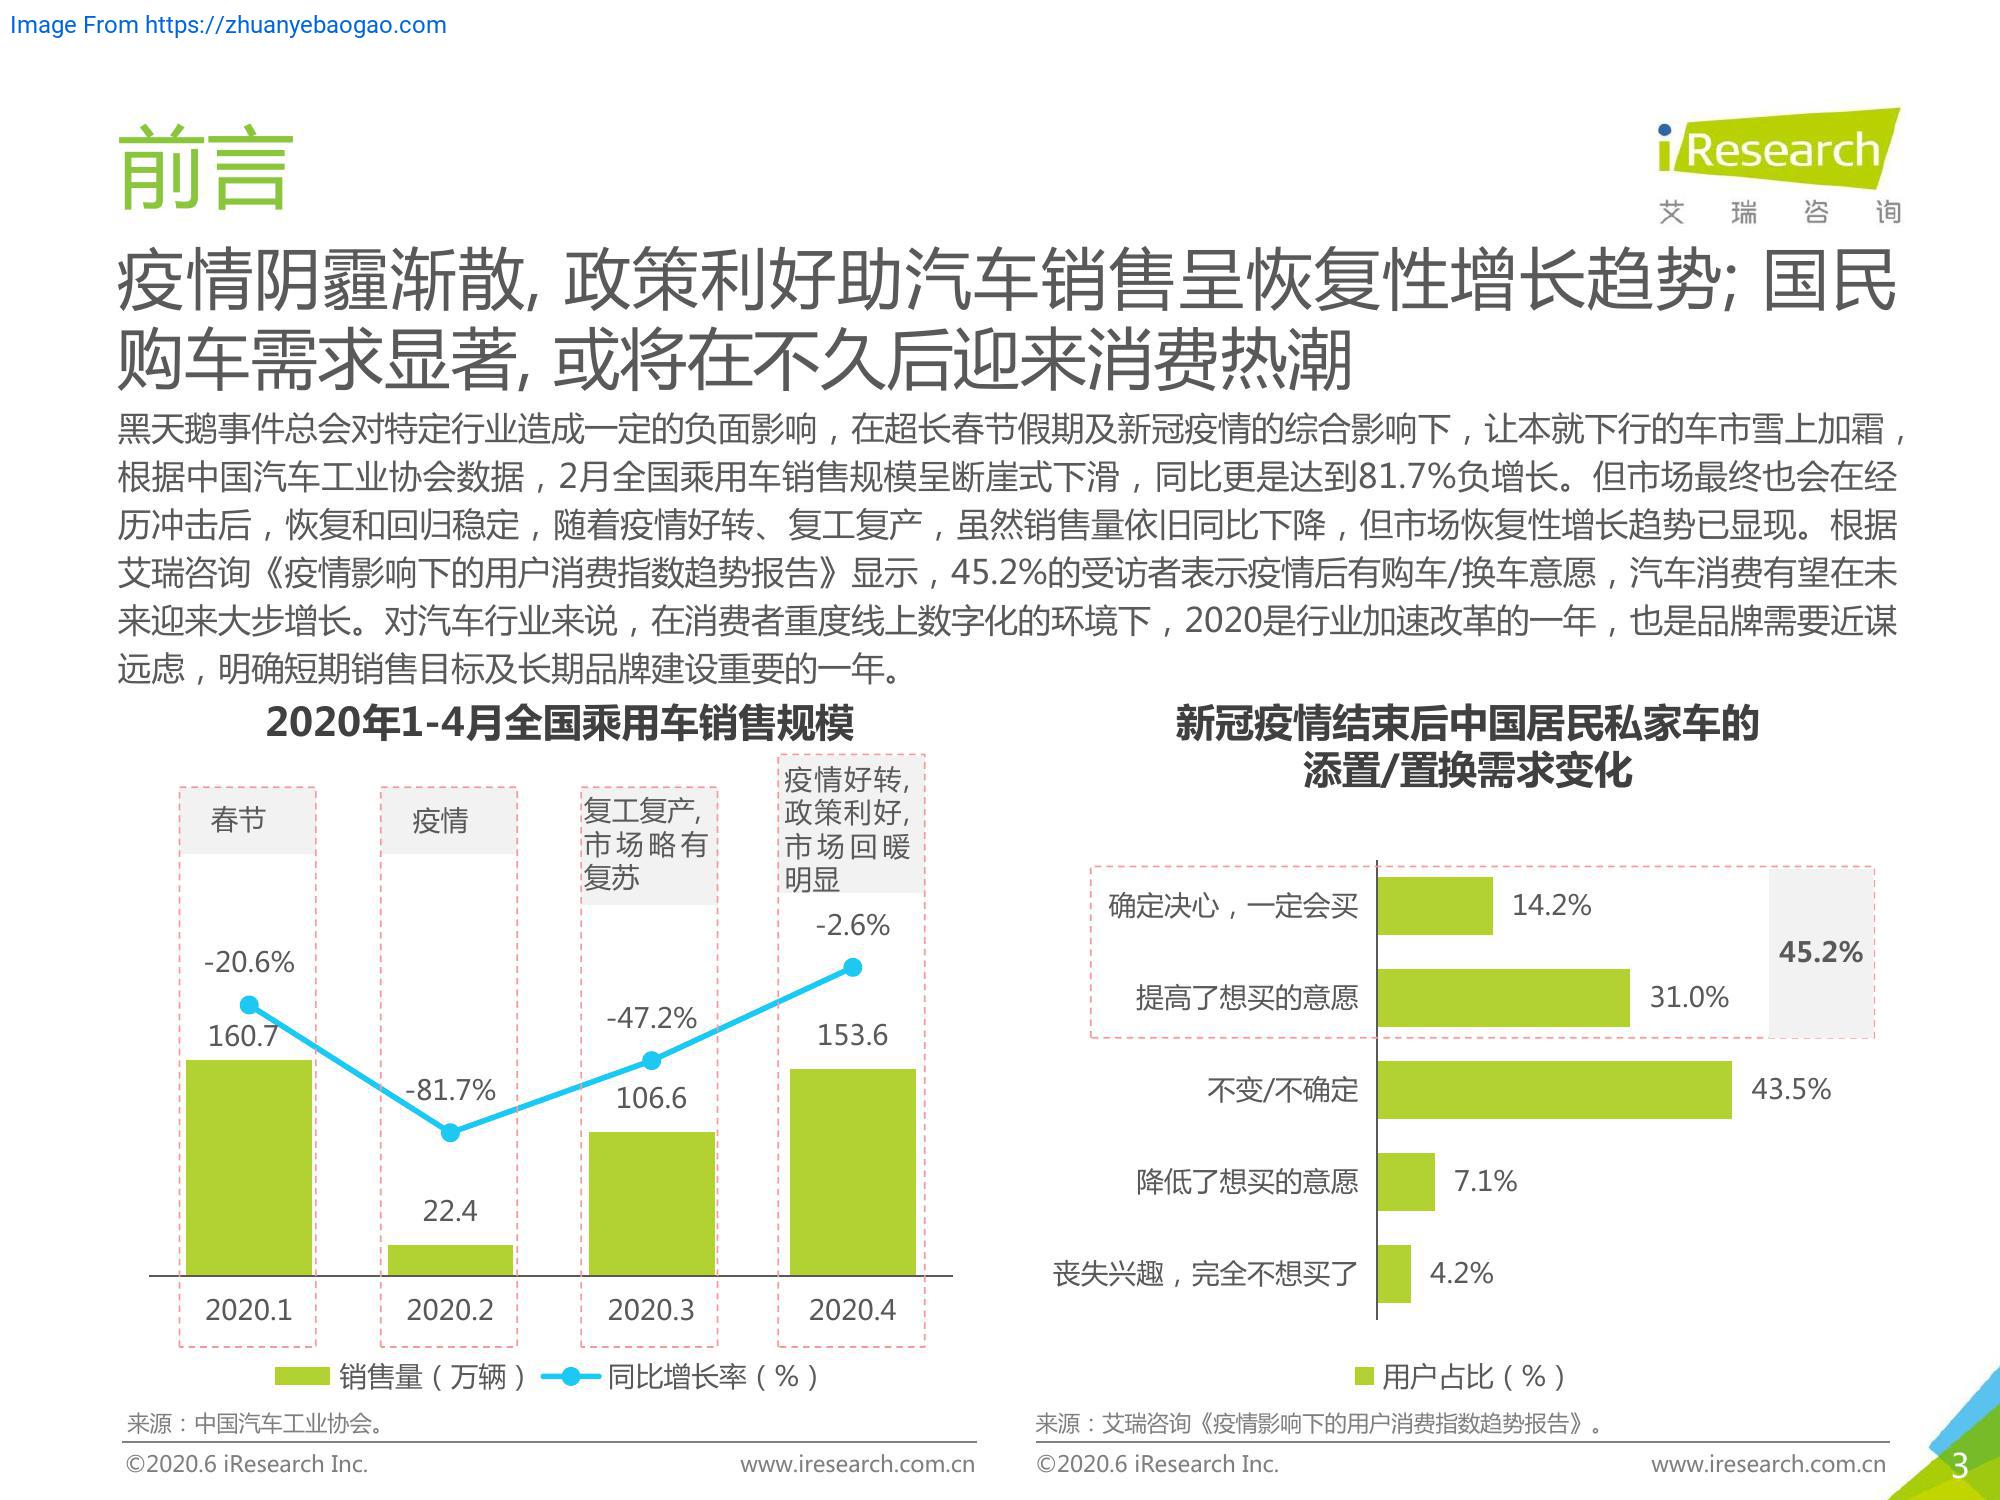 Image From https://zhuanyebaogao.com
前言
iResearch
艾瑞咨询
疫情阴霾渐散, 政策利好助汽车销售呈恢复性增长趋势; 国民
购车需求显著, 或将在不久后迎来消费热潮
黑天鹅事件总会对特定行业造成一定的负面影响，在超长春节假期及新冠疫情的综合影响下，让本就下行的车市雪上加霜，
根据中国汽车工业协会数据，2月全国乘用车销售规模呈断崖式下滑，同比更是达到81.7%负增长。但市场最终也会在经
历冲击后，恢复和回归稳定，随着疫情好转、复工复产，虽然销售量依旧同比下降，但市场恢复性增长趋势已显现。根据
艾瑞咨询《疫情影响下的用户消费指数趋势报告》显示，45.2%的受访者表示疫情后有购车/换车意愿，汽车消费有望在未
来迎来大步增长。对汽车行业来说，在消费者重度线上数字化的环境下，2020是行业加速改革的一年，也是品牌需要近谋
远虑，明确短期销售目标及长期品牌建设重要的一年。
2020年1-4月全国乘用车销售规模
春节
疫情
复工复产,
市场略有
复苏
疫情好转,
政策利好,
市场回暖
明显
-20.6%
-81.7%
-47.2%
-2.6%
160.7
22.4
106.6
153.6
2020.1
2020.2
2020.3
2020.4
销售量（万辆）
同比增长率（%）
来源：中国汽车工业协会。
©2020.6 iResearch Inc.
www.iresearch.com.cn
新冠疫情结束后中国居民私家车的
添置/置换需求变化
确定决心，一定会买
14.2%
提高了想买的意愿
31.0%
45.2%
不变/不确定
43.5%
降低了想买的意愿
7.1%
丧失兴趣，完全不想买了
4.2%
用户占比（%）
来源：艾瑞咨询《疫情影响下的用户消费指数趋势报告》。
©2020.6 iResearch Inc.
www.iresearch.com.cn
3